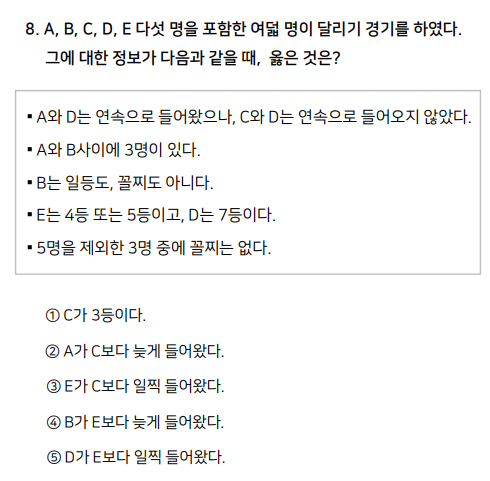 8. A, B, C, D, E 다섯 명을 포함한 여덟 명이 달리기 경기를 하였다.
그에 대한 정보가 다음과 같을 때, 옳은 것은?
▪ A와 D는 연속으로 들어왔으나, C와 D는 연속으로 들어오지 않았다.
▪ A와 B사이에 3명이 있다.
▪ B는 일등도, 꼴찌도 아니다.
▪ E는 4등 또는 5등이고, D는 7등이다.
▪ 5명을 제외한 3명 중에 꼴찌는 없다.
① C가 3등이다.
② A가 C보다 늦게 들어왔다.
③ E가 C보다 일찍 들어왔다.
④ B가 E보다 늦게 들어왔다.
⑤ D가 E보다 일찍 들어왔다.